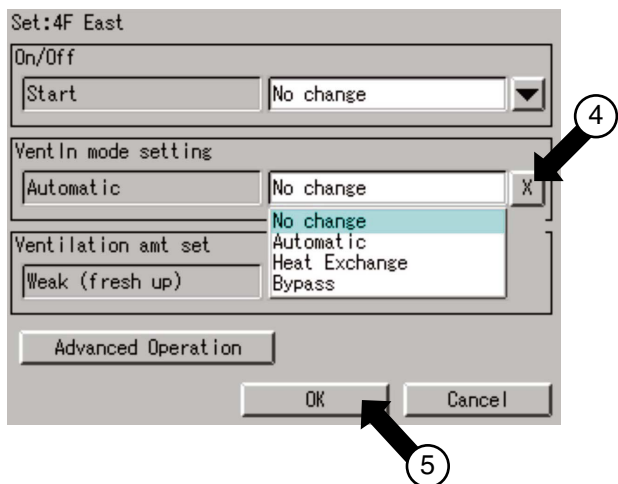 Set:4F East
On/Off
Start No change
4
VentIn mode setting
Automatic No change X
No change
Automatic
Heat Exchange
Bypass
Ventilation amt set
Weak (fresh up)
Advanced Operation
OK Cancel
5